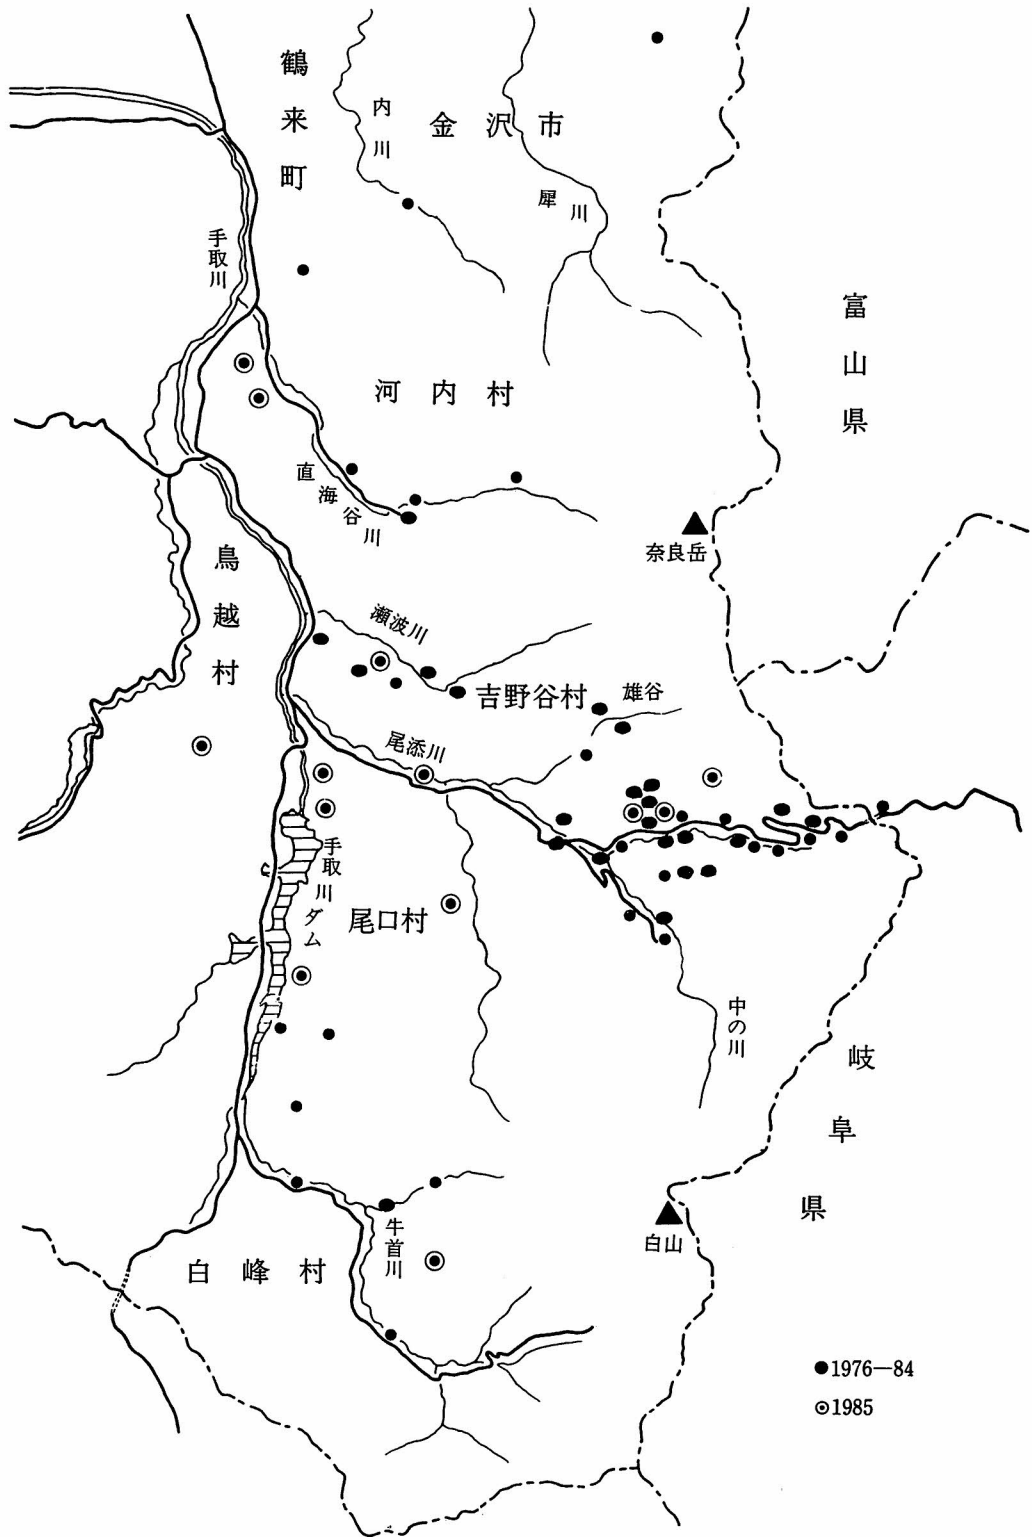 鶴来町
内川
金沢市
犀川
手取川
富山県
河内村
直海谷川
奈良岳
鳥越村
瀬波川
吉野谷村
雄谷
尾添川
手取川ダム
尾口村
中の川
岐阜県
白山
牛首川
白峰村
1976—84
1985